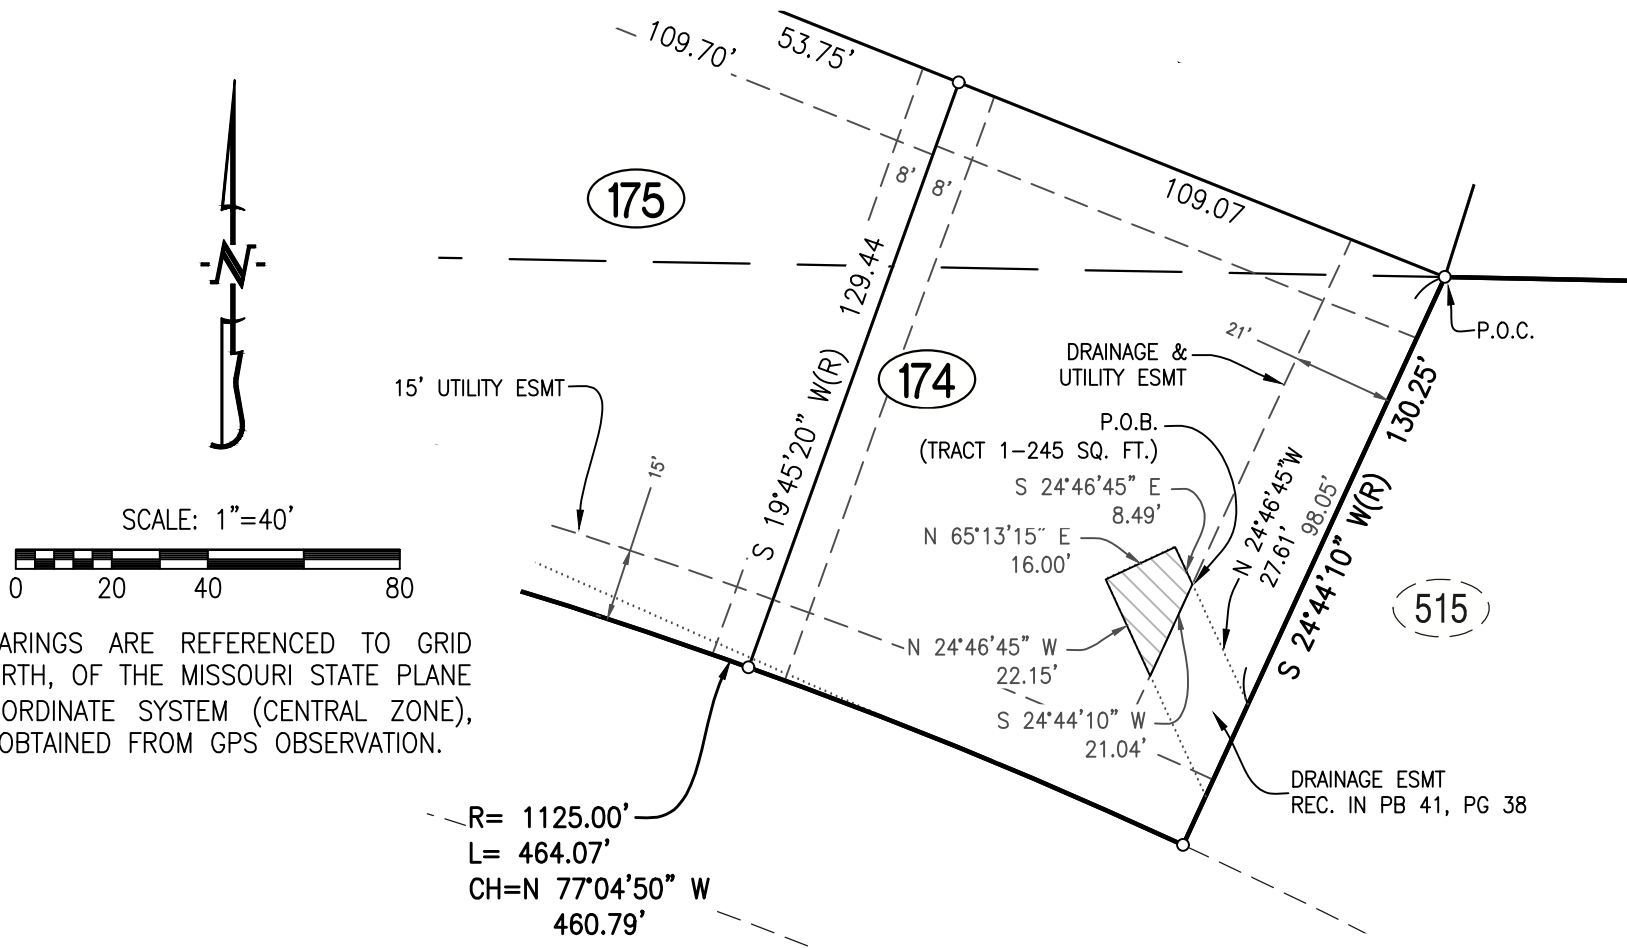 109.70'
53.75'
175
8'
8'
109.07
129.44
P.O.C.
21'
DRAINAGE &
UTILITY ESMT
174
15' UTILITY ESMT
130.25'
P.O.B.
(TRACT 1-245 SQ. FT.)
15'
S 19°45'20" W(R)
S 24°46'45" E
8.49'
N 24°46'45"W
27.61'
98.05'
S 24°44'10" W(R)
SCALE: 1"=40'
N 65°13'15" E
16.00'
0 20 40 80
515
ARINGS ARE REFERENCED TO GRID
RTH, OF THE MISSOURI STATE PLANE
ORDINATE SYSTEM (CENTRAL ZONE),
OBTAINED FROM GPS OBSERVATION.
N 24°46'45" W
22.15'
S 24°44'10" W
21.04'
DRAINAGE ESMT
REC. IN PB 41, PG 38
R= 1125.00'
L= 464.07'
CH=N 77°04'50" W
460.79'
N